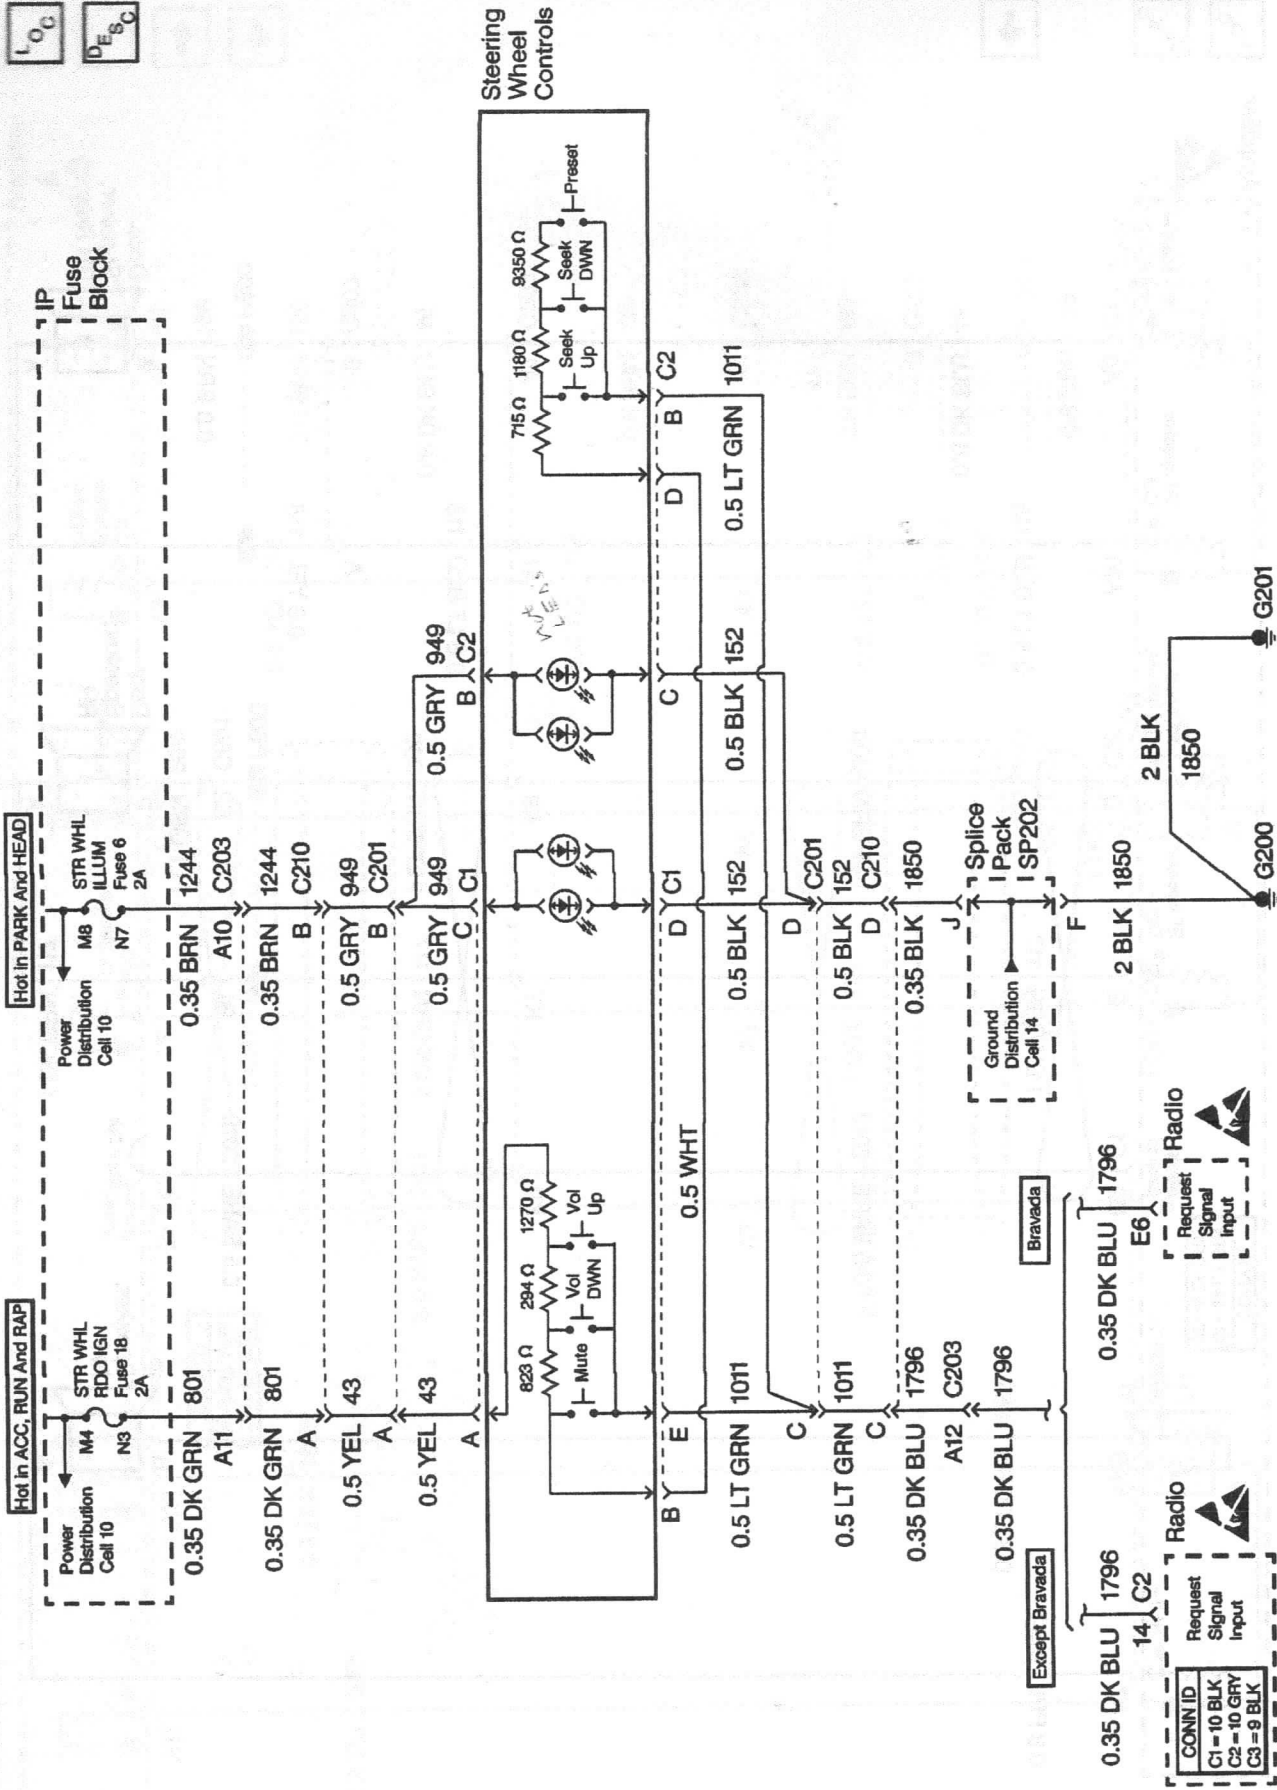 LOC
DESC
Hot in ACC, RUN And RAP
Hot in PARK And HEAD
IP
Fuse
Block
Power
Distribution
Cell 10
M4
N3
STR WHL
RDO IGN
Fuse 18
2A
Power
Distribution
Cell 10
M8
N7
STR WHL
ILLUM
Fuse 6
2A
0.35 DK GRN 801
0.35 BRN 1244
A11
A10 C203
0.35 DK GRN 801
0.35 BRN 1244
A
B C210
0.5 YEL 43
0.5 GRY 949
A
B C201
0.5 YEL 43
0.5 GRY 949
0.5 GRY 949
A
C C1
B C2
Steering
Wheel
Controls
823 Ω
294 Ω
1270 Ω
Mute
Vol
DWN
Vol
Up
715 Ω
1180 Ω
9350 Ω
Seek
Up
Seek
DWN
Preset
B
E
D C1
C
D
B C2
0.5 WHT
0.5 LT GRN 1011
0.5 BLK 152
0.5 BLK 152
0.5 LT GRN 1011
C
D C201
0.5 LT GRN 1011
0.5 BLK 152
C
D C210
0.35 DK BLU 1796
0.35 BLK 1850
A12 C203
J
0.35 DK BLU 1796
Splice
Pack
SP202
Ground
Distribution
Cell 14
F
2 BLK 1850
2 BLK
1850
G200
G201
Except Bravada
Bravada
0.35 DK BLU 1796
0.35 DK BLU 1796
14 C2
E6
Radio
Request
Signal
Input
Radio
Request
Signal
Input
CONN ID
C1=10 BLK
C2=10 GRY
C3=9 BLK